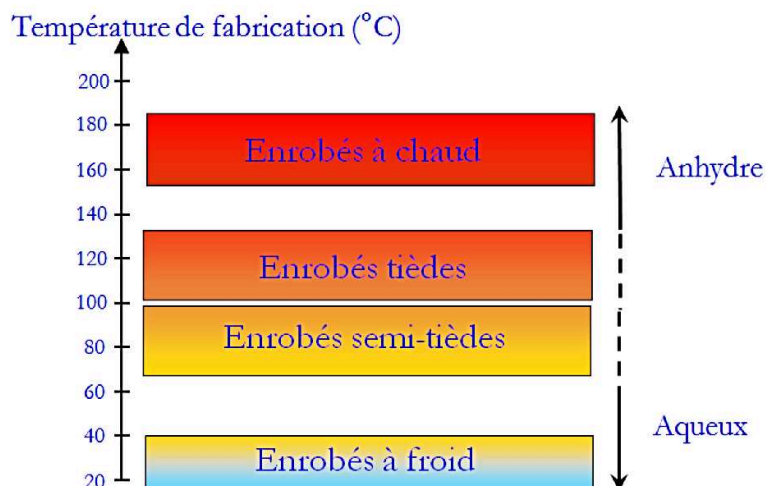 Température de fabrication (°C)
200
180
Enrobés à chaud
160
Anhydre
140
120
Enrobés tièdes
100
80
Enrobés semi-tièdes
60
40
Aqueux
Enrobés à froid
20